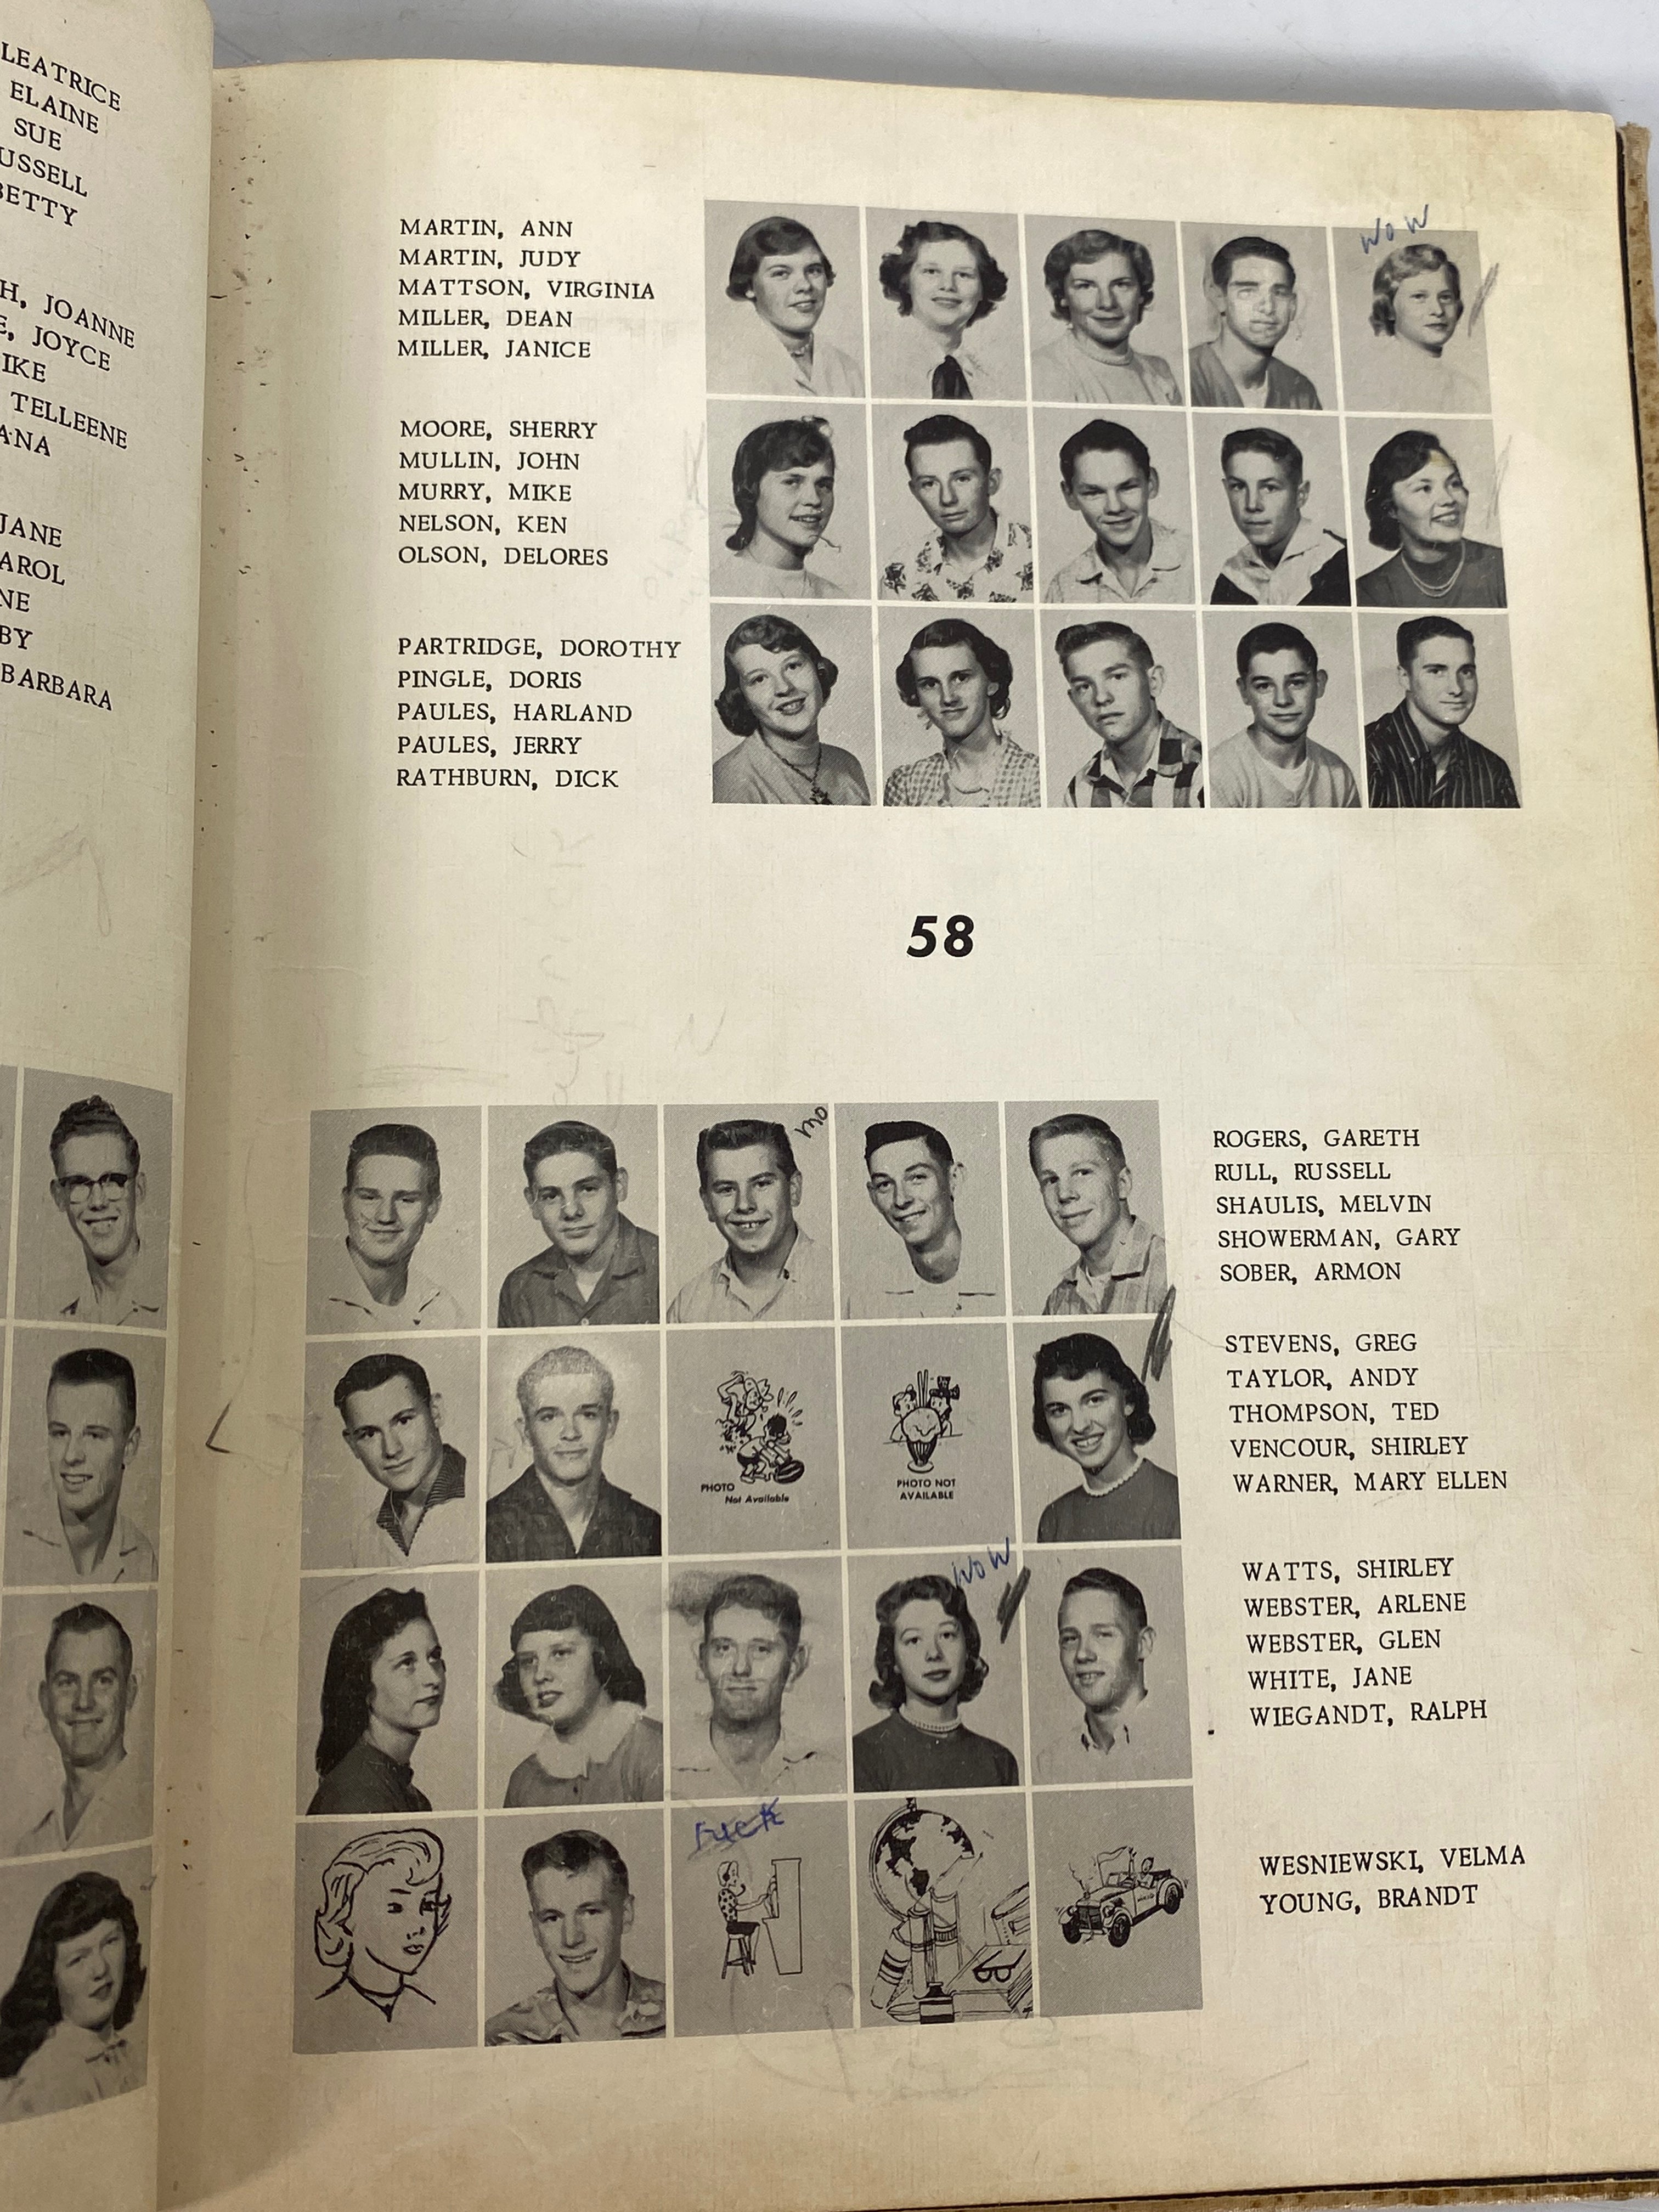 LEATRICE
ELAINE
SUE
USSELL
BETTY
H, JOANNE
E, JOYCE
IKE
TELLEENE
ANA
JANE
AROL
NE
BY
BARBARA
MARTIN, ANN
MARTIN, JUDY
MATTSON, VIRGINIA
MILLER, DEAN
MILLER, JANICE
WOW
MOORE, SHERRY
MULLIN, JOHN
MURRY, MIKE
NELSON, KEN
OLSON, DELORES
PARTRIDGE, DOROTHY
PINGLE, DORIS
PAULES, HARLAND
PAULES, JERRY
RATHBURN, DICK
58
mo
ROGERS, GARETH
RULL, RUSSELL
SHAULIS, MELVIN
SHOWERMAN, GARY
SOBER, ARMON
PHOTO
Not Available
PHOTO NOT
AVAILABLE
STEVENS, GREG
TAYLOR, ANDY
THOMPSON, TED
VENCOUR, SHIRLEY
WARNER, MARY ELLEN
WOW
WATTS, SHIRLEY
WEBSTER, ARLENE
WEBSTER, GLEN
WHITE, JANE
WIEGANDT, RALPH
FUCK
WESNIEWSKI, VELMA
YOUNG, BRANDT